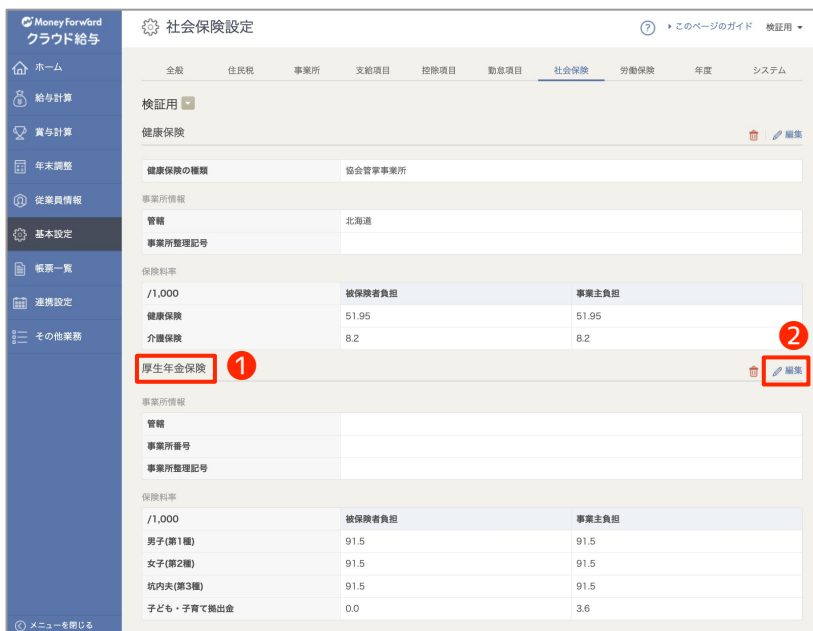 Money Forward
クラウド給与
社会保険設定
? このページのガイド 検証用
ホーム
給与計算
賞与計算
年末調整
従業員情報
基本設定
帳票一覧
連携設定
その他業務
メニューを閉じる
全般 住民税 事業所 支給項目 控除項目 勤怠項目 社会保険 労働保険 年度 システム
検証用
健康保険 編集
健康保険の種類 協会管掌事業所
事業所情報
管轄 北海道
事業所整理記号
保険料率
/1,000 被保険者負担 事業主負担
健康保険 51.95 51.95
介護保険 8.2 8.2
厚生年金保険 1 2 編集
事業所情報
管轄
事業所番号
事業所整理記号
保険料率
/1,000 被保険者負担 事業主負担
男子(第1種) 91.5 91.5
女子(第2種) 91.5 91.5
坑内夫(第3種) 91.5 91.5
子ども・子育て拠出金 0.0 3.6